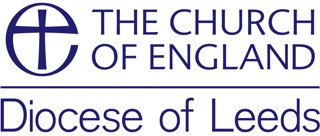 THE CHURCH
OF ENGLAND
Diocese of Leeds